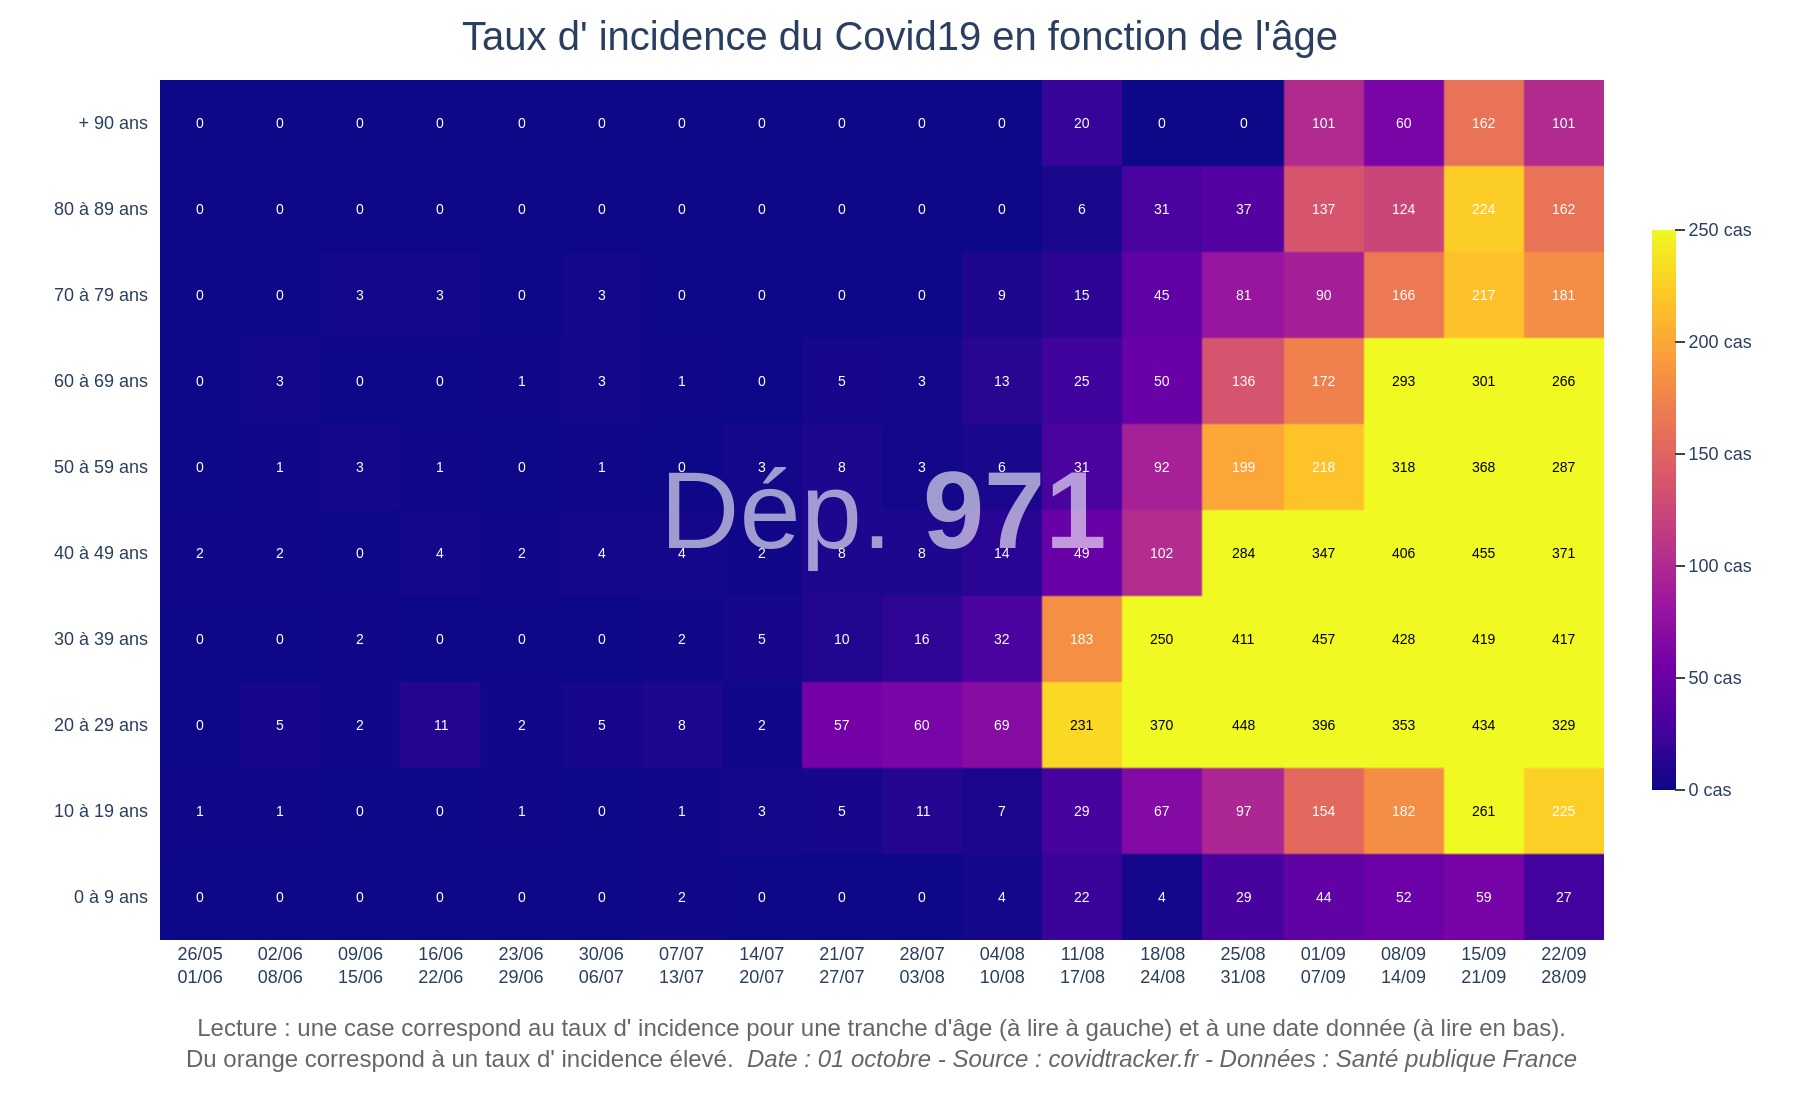 Taux d' incidence du Covid19 en fonction de l'âge
+ 90 ans 0 0 0 0 0 0 0 0 0 0 0 20 0 0 101 60 162 101
80 à 89 ans 0 0 0 0 0 0 0 0 0 0 0 6 31 37 137 124 224 162
70 à 79 ans 0 0 3 3 0 3 0 0 0 0 9 15 45 81 90 166 217 181
60 à 69 ans 0 3 0 0 1 3 1 0 5 3 13 25 50 136 172 293 301 266
50 à 59 ans 0 1 3 1 0 1 0 3 8 3 6 31 92 199 218 318 368 287
Dép. 971
40 à 49 ans 2 2 0 4 2 4 4 2 8 8 14 49 102 284 347 406 455 371
30 à 39 ans 0 0 2 0 0 0 2 5 10 16 32 183 250 411 457 428 419 417
20 à 29 ans 0 5 2 11 2 5 8 2 57 60 69 231 370 448 396 353 434 329
10 à 19 ans 1 1 0 0 1 0 1 3 5 11 7 29 67 97 154 182 261 225
0 à 9 ans 0 0 0 0 0 0 2 0 0 0 4 22 4 29 44 52 59 27
26/05 02/06 09/06 16/06 23/06 30/06 07/07 14/07 21/07 28/07 04/08 11/08 18/08 25/08 01/09 08/09 15/09 22/09
01/06 08/06 15/06 22/06 29/06 06/07 13/07 20/07 27/07 03/08 10/08 17/08 24/08 31/08 07/09 14/09 21/09 28/09
250 cas
200 cas
150 cas
100 cas
50 cas
0 cas
Lecture : une case correspond au taux d' incidence pour une tranche d'âge (à lire à gauche) et à une date donnée (à lire en bas).
Du orange correspond à un taux d' incidence élevé. Date : 01 octobre - Source : covidtracker.fr - Données : Santé publique France